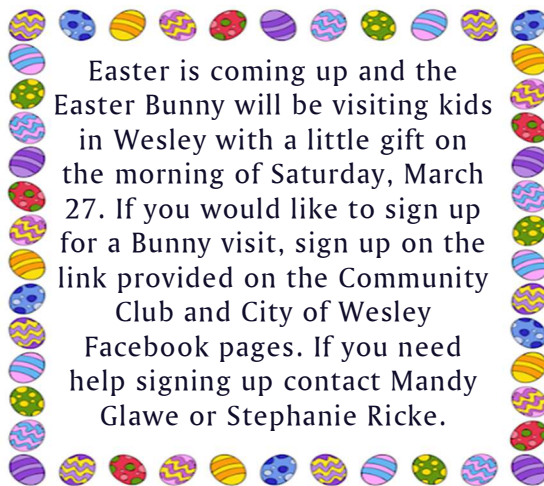 Easter is coming up and the
Easter Bunny will be visiting kids
in Wesley with a little gift on
the morning of Saturday, March
27. If you would like to sign up
for a Bunny visit, sign up on the
link provided on the Community
Club and City of Wesley
Facebook pages. If you need
help signing up contact Mandy
Glawe or Stephanie Ricke.